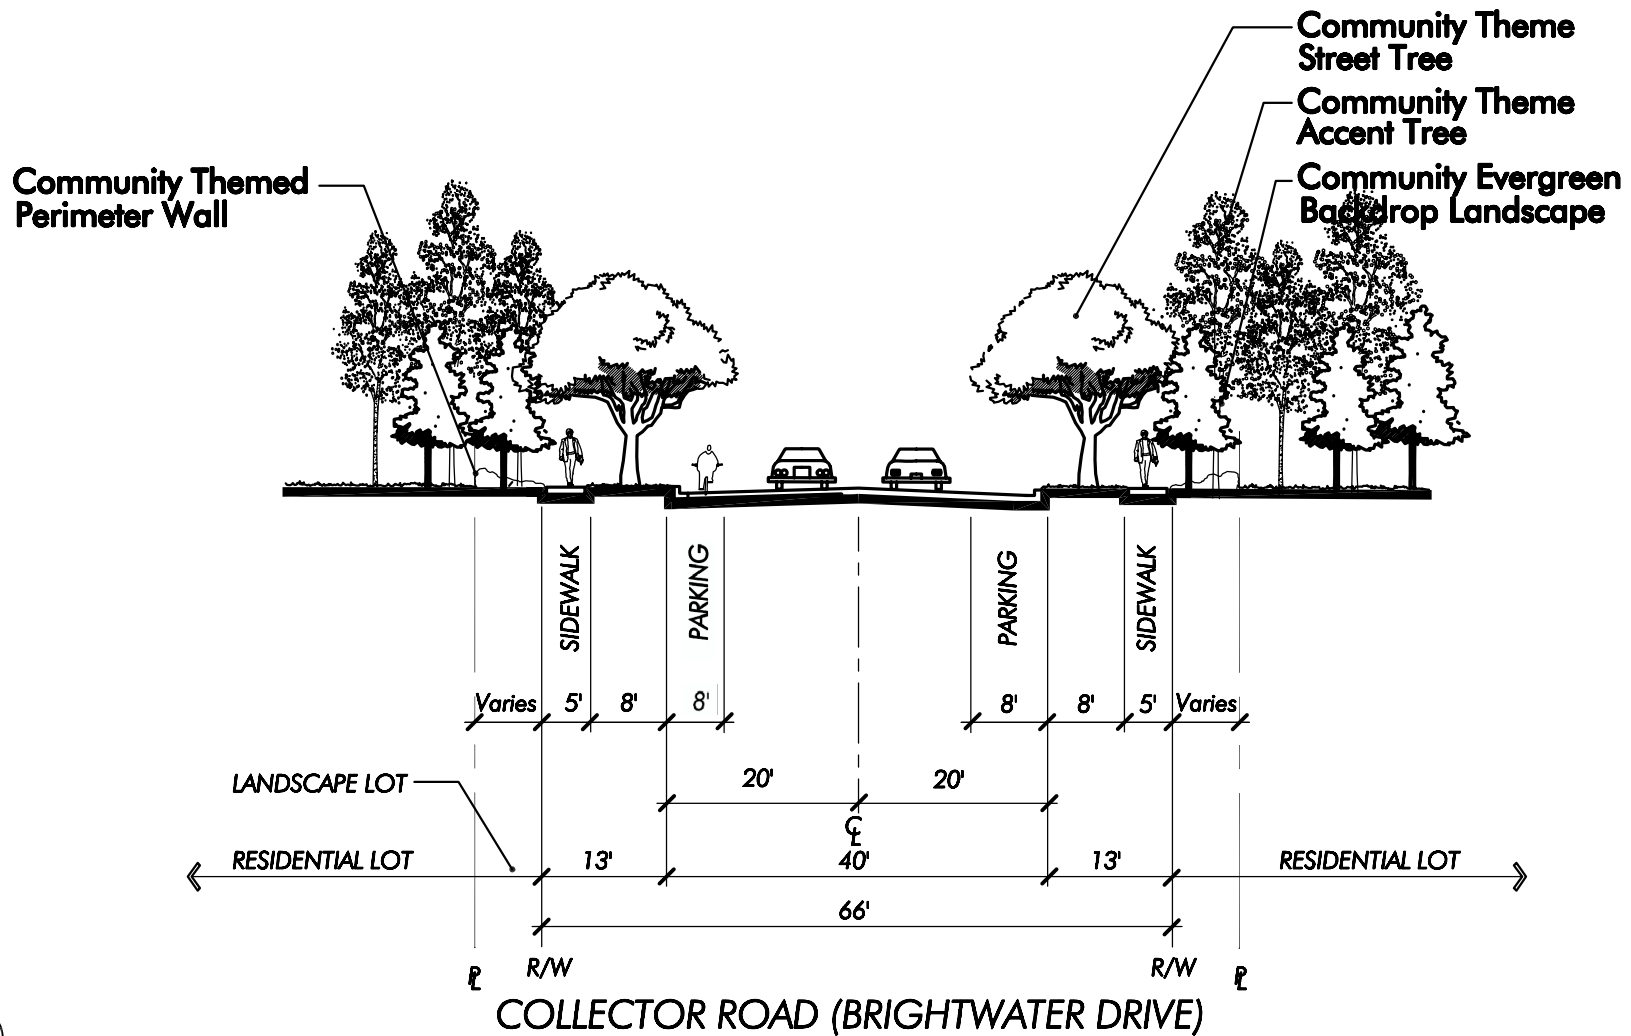 Community Theme
Street Tree
Community Theme
Accent Tree
Community Themed
Perimeter Wall
Community Evergreen
Backdrop Landscape
SIDEWALK
PARKING
PARKING
SIDEWALK
Varies 5' 8' 8' 8' 8' 5' Varies
20' 20'
LANDSCAPE LOT
CL
RESIDENTIAL LOT 13' 40' 13' RESIDENTIAL LOT
66'
PL R/W R/W PL
COLLECTOR ROAD (BRIGHTWATER DRIVE)